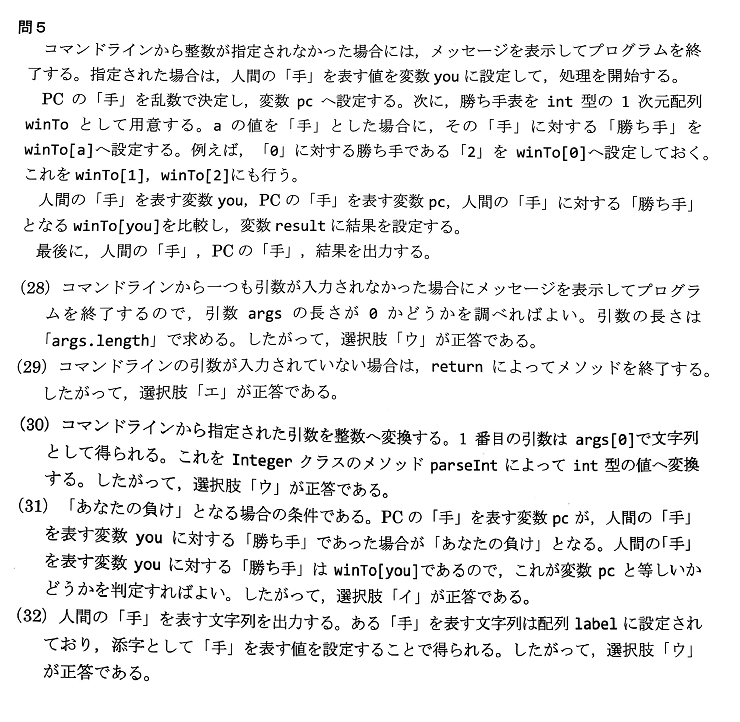 問5
コマンドラインから整数が指定されなかった場合には，メッセージを表示してプログラムを終
了する。指定された場合は，人間の「手」を表す値を変数 you に設定して，処理を開始する。
PC の「手」を乱数で決定し，変数 pc へ設定する。次に，勝ち手表を int 型の 1 次元配列
winTo として用意する。a の値を「手」とした場合に，その「手」に対する「勝ち手」を
winTo[a]へ設定する。例えば，「0」に対する勝ち手である「2」を winTo[0]へ設定しておく。
これを winTo[1]，winTo[2]にも行う。
人間の「手」を表す変数 you，PC の「手」を表す変数 pc，人間の「手」に対する「勝ち手」
となる winTo[you]を比較し，変数 result に結果を設定する。
最後に，人間の「手」，PC の「手」，結果を出力する。
(28) コマンドラインから一つも引数が入力されなかった場合にメッセージを表示してプログラ
ムを終了するので，引数 args の長さが 0 かどうかを調べればよい。引数の長さは
「args.length」で求める。したがって，選択肢「ウ」が正答である。
(29) コマンドラインの引数が入力されていない場合は，return によってメソッドを終了する。
したがって，選択肢「エ」が正答である。
(30) コマンドラインから指定された引数を整数へ変換する。1 番目の引数は args[0]で文字列
として得られる。これを Integer クラスのメソッド parseInt によって int 型の値へ変換
する。したがって，選択肢「ウ」が正答である。
(31) 「あなたの負け」となる場合の条件である。PC の「手」を表す変数 pc が，人間の「手」
を表す変数 you に対する「勝ち手」であった場合が「あなたの負け」となる。人間の「手」
を表す変数 you に対する「勝ち手」は winTo[you]であるので，これが変数 pc と等しいか
どうかを判定すればよい。したがって，選択肢「イ」が正答である。
(32) 人間の「手」を表す文字列を出力する。ある「手」を表す文字列は配列 label に設定され
ており，添字として「手」を表す値を設定することで得られる。したがって，選択肢「ウ」
が正答である。